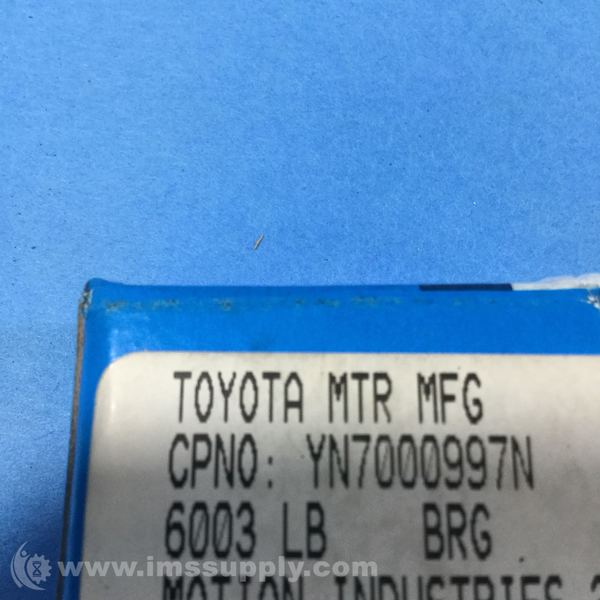 TOYOTA MTR MFG
CPNO: YN7000997N
6003 LB BRG
www.imssupply.com
MOTION INDUSTRIES